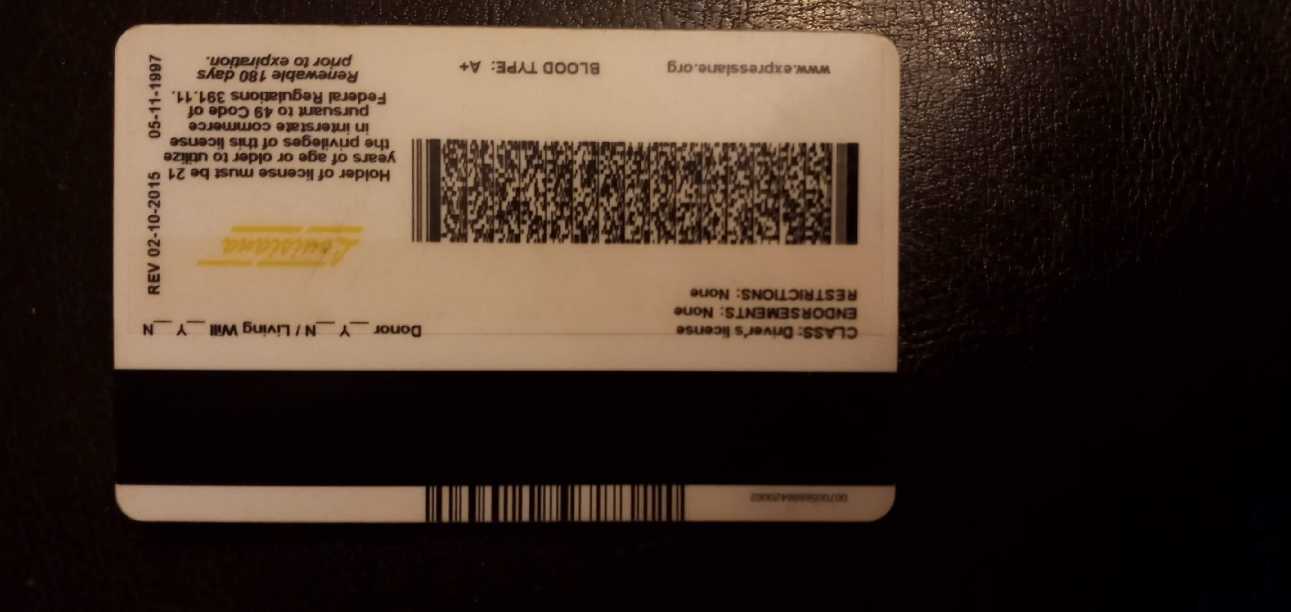 CLASS: Driver's license
ENDORSEMENTS: None
RESTRICTIONS: None
Donor __Y __N / Living Will __Y __N
Louisiana
Holder of license must be 21
years of age or older to utilize
the privileges of this license
in interstate commerce
pursuant to 49 Code of
Federal Regulations 391.11.
Renewable 180 days
prior to expiration.
www.expresslane.org
BLOOD TYPE: A+
REV 02-10-2015
05-11-1997